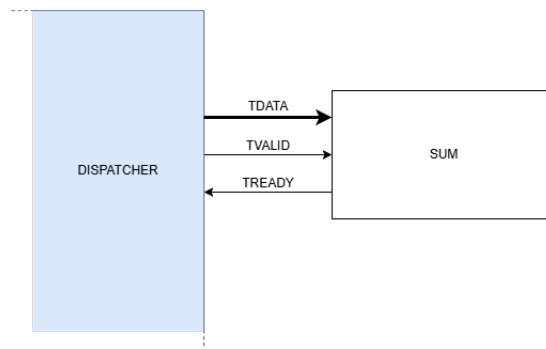 TDATA
TVALID
DISPATCHER
SUM
TREADY